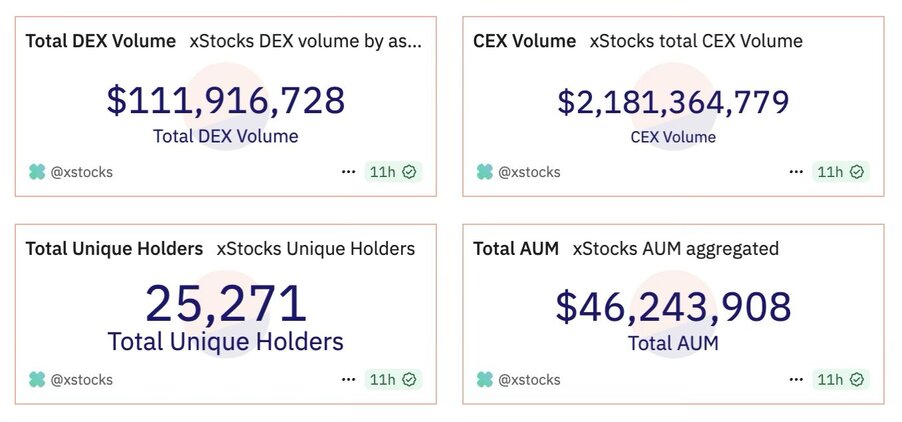 Total DEX Volume xStocks DEX volume by as...
$111,916,728
Total DEX Volume
@xstocks ... 11h
CEX Volume xStocks total CEX Volume
$2,181,364,779
CEX Volume
@xstocks ... 11h
Total Unique Holders xStocks Unique Holders
25,271
Total Unique Holders
@xstocks ... 11h
Total AUM xStocks AUM aggregated
$46,243,908
Total AUM
@xstocks ... 11h